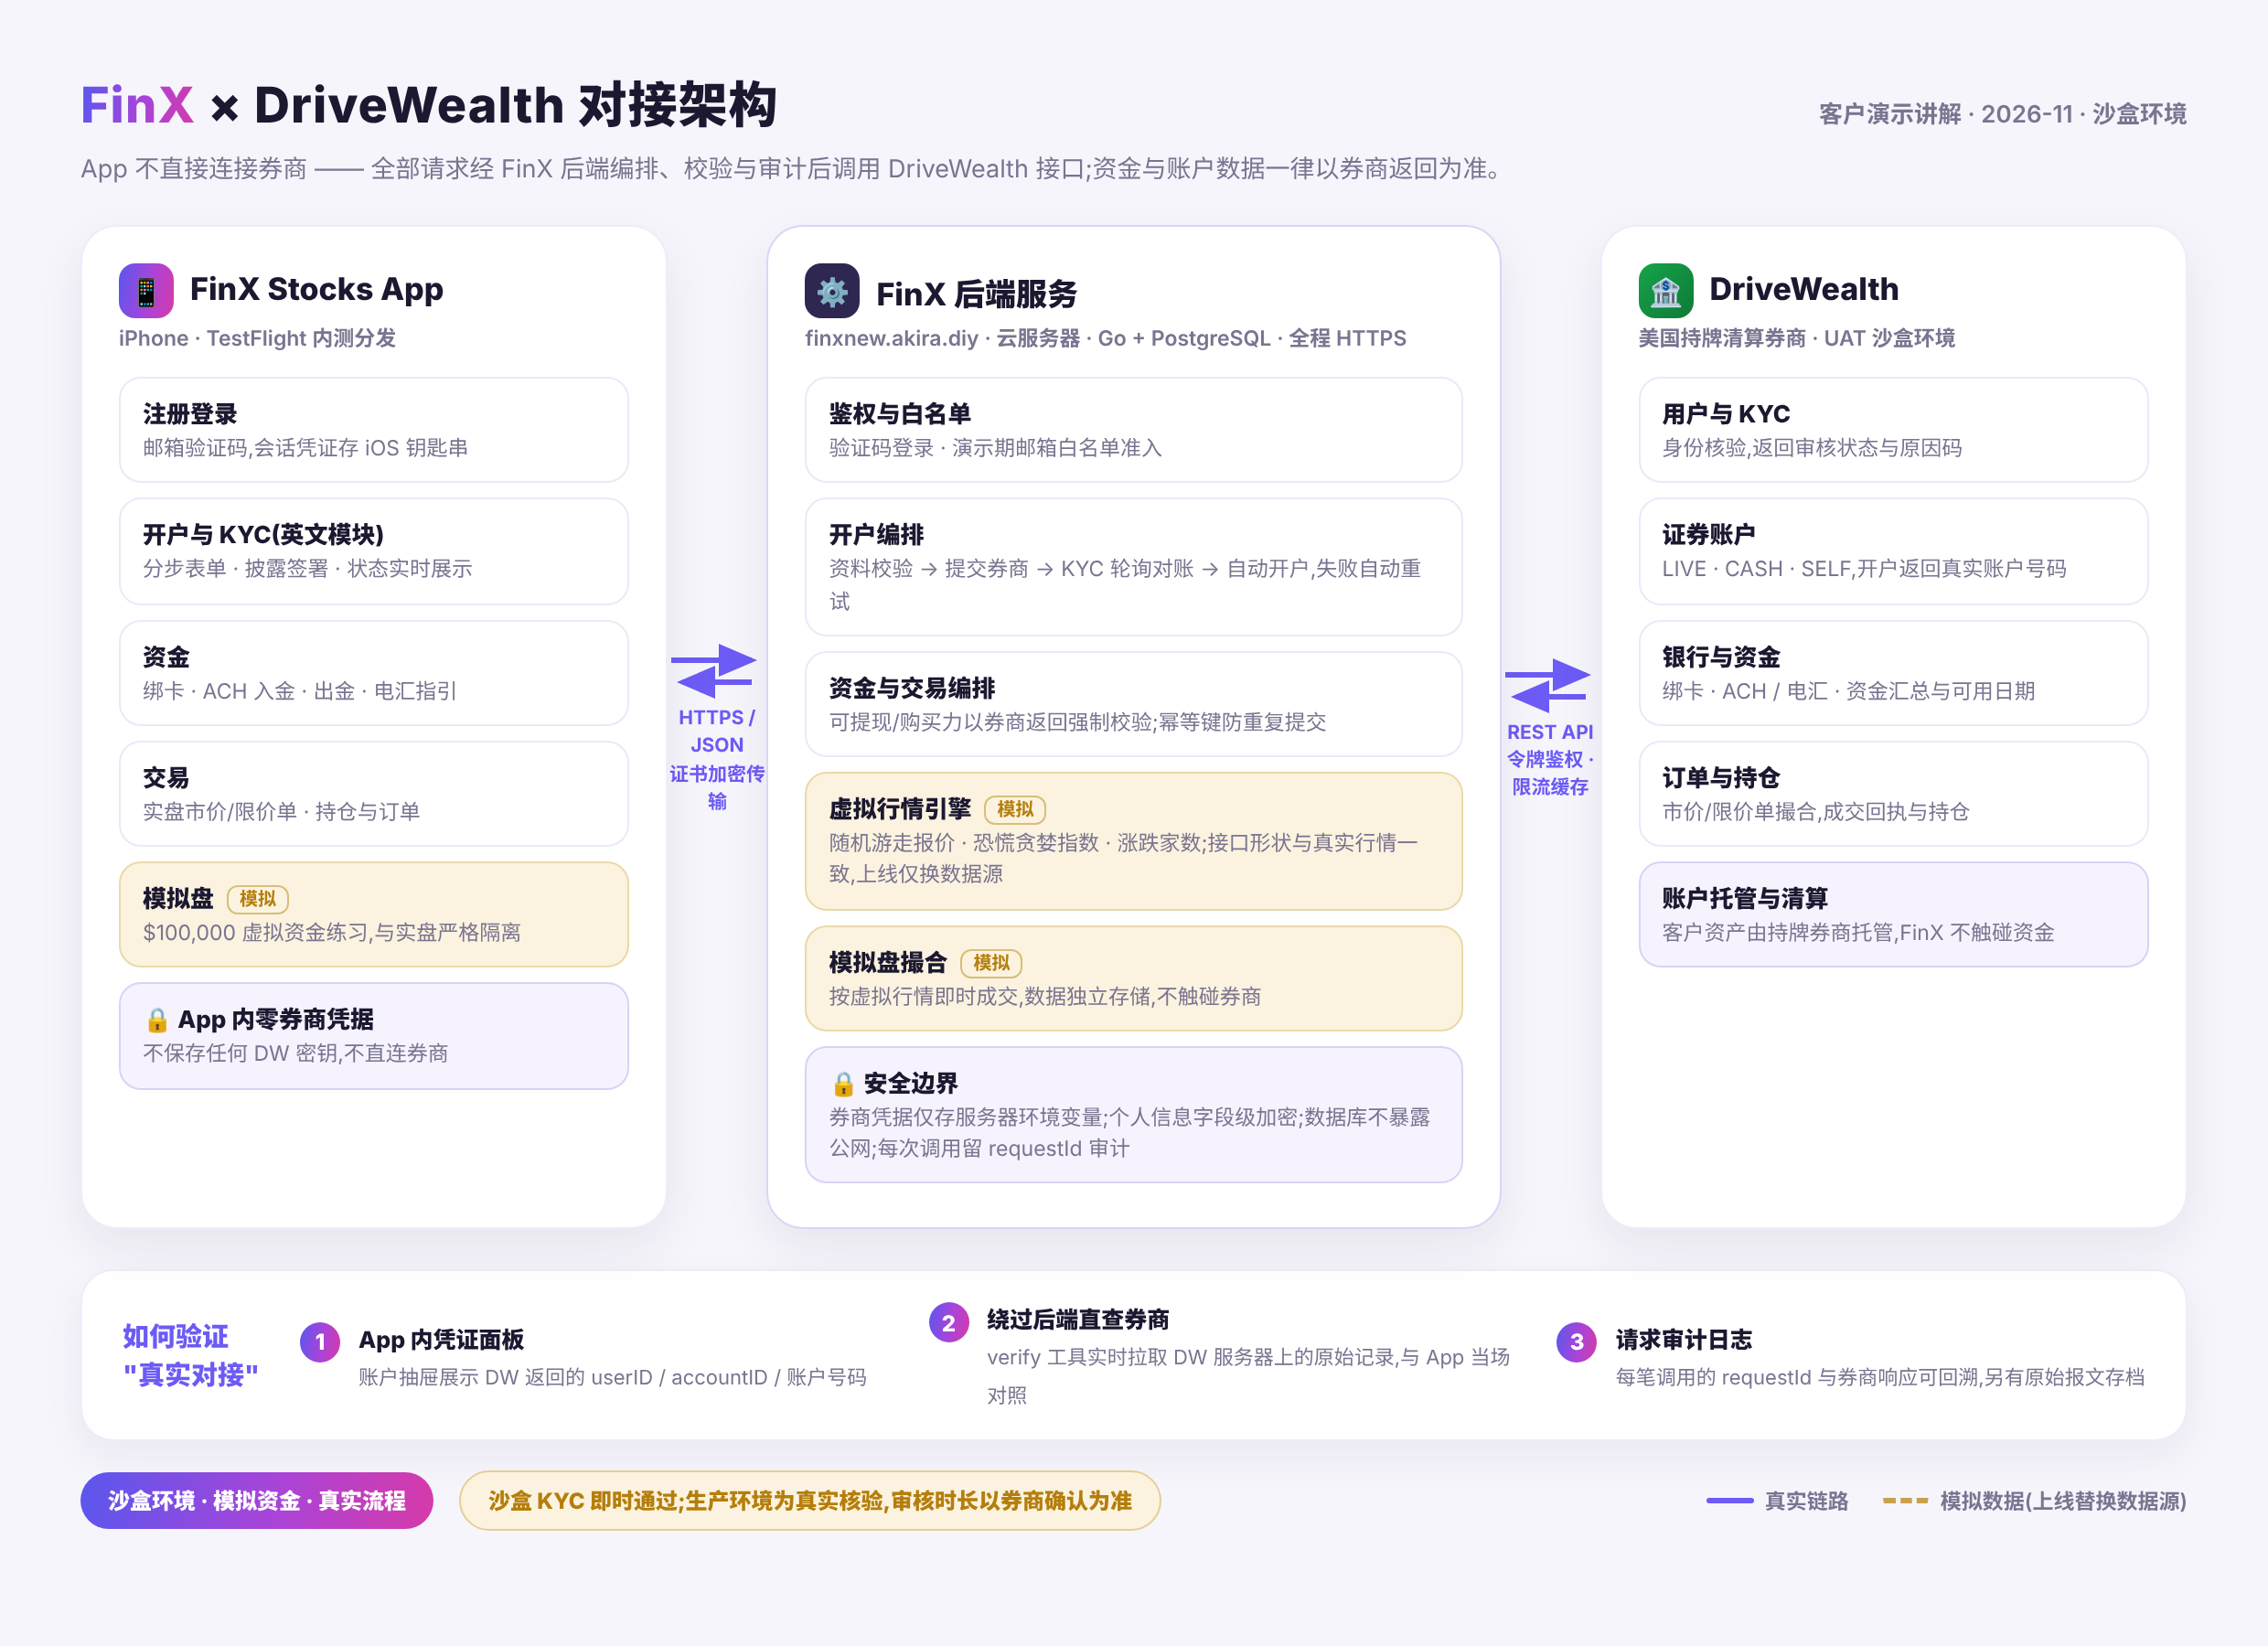 FinX × DriveWealth 对接架构
客户演示讲解 · 2026-11 · 沙盒环境
App 不直接连接券商 —— 全部请求经 FinX 后端编排、校验与审计后调用 DriveWealth 接口;资金与账户数据一律以券商返回为准。
FinX Stocks App
iPhone · TestFlight 内测分发
注册登录
邮箱验证码,会话凭证存 iOS 钥匙串
开户与 KYC(英文模块)
分步表单 · 披露签署 · 状态实时展示
资金
绑卡 · ACH 入金 · 出金 · 电汇指引
交易
实盘市价/限价单 · 持仓与订单
模拟盘 模拟
$100,000 虚拟资金练习,与实盘严格隔离
🔒 App 内零券商凭据
不保存任何 DW 密钥,不直连券商
HTTPS /
JSON
证书加密传
输
FinX 后端服务
finxnew.akira.diy · 云服务器 · Go + PostgreSQL · 全程 HTTPS
鉴权与白名单
验证码登录 · 演示期邮箱白名单准入
开户编排
资料校验 → 提交券商 → KYC 轮询对账 → 自动开户,失败自动重
试
资金与交易编排
可提现/购买力以券商返回强制校验;幂等键防重复提交
虚拟行情引擎 模拟
随机游走报价 · 恐慌贪婪指数 · 涨跌家数;接口形状与真实行情一
致,上线仅换数据源
模拟盘撮合 模拟
按虚拟行情即时成交,数据独立存储,不触碰券商
🔒 安全边界
券商凭据仅存服务器环境变量;个人信息字段级加密;数据库不暴露
公网;每次调用留 requestId 审计
REST API
令牌鉴权 ·
限流缓存
DriveWealth
美国持牌清算券商 · UAT 沙盒环境
用户与 KYC
身份核验,返回审核状态与原因码
证券账户
LIVE · CASH · SELF,开户返回真实账户号码
银行与资金
绑卡 · ACH / 电汇 · 资金汇总与可用日期
订单与持仓
市价/限价单撮合,成交回执与持仓
账户托管与清算
客户资产由持牌券商托管,FinX 不触碰资金
如何验证
"真实对接"
1 App 内凭证面板
账户抽屉展示 DW 返回的 userID / accountID / 账户号码
2 绕过后端直查券商
verify 工具实时拉取 DW 服务器上的原始记录,与 App 当场
对照
3 请求审计日志
每笔调用的 requestId 与券商响应可回溯,另有原始报文存档
沙盒环境 · 模拟资金 · 真实流程
沙盒 KYC 即时通过;生产环境为真实核验,审核时长以券商确认为准
真实链路
模拟数据(上线替换数据源)